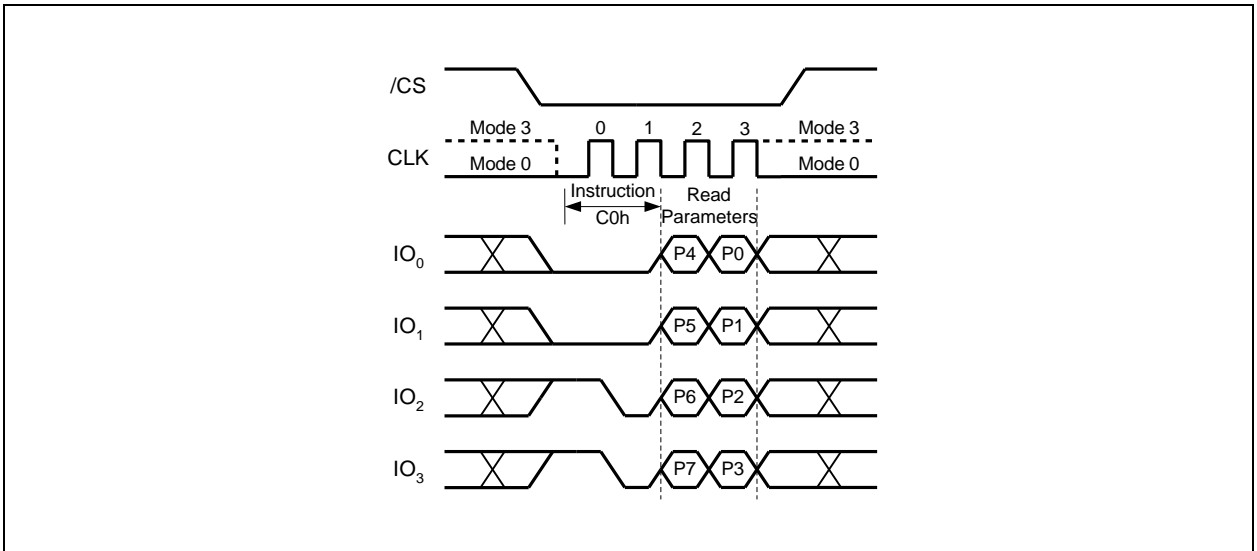 /CS
Mode 3 0 1 2 3 Mode 3
CLK
Mode 0 Mode 0
Instruction Read
C0h Parameters
IO0 P4 P0
IO1 P5 P1
IO2 P6 P2
IO3 P7 P3